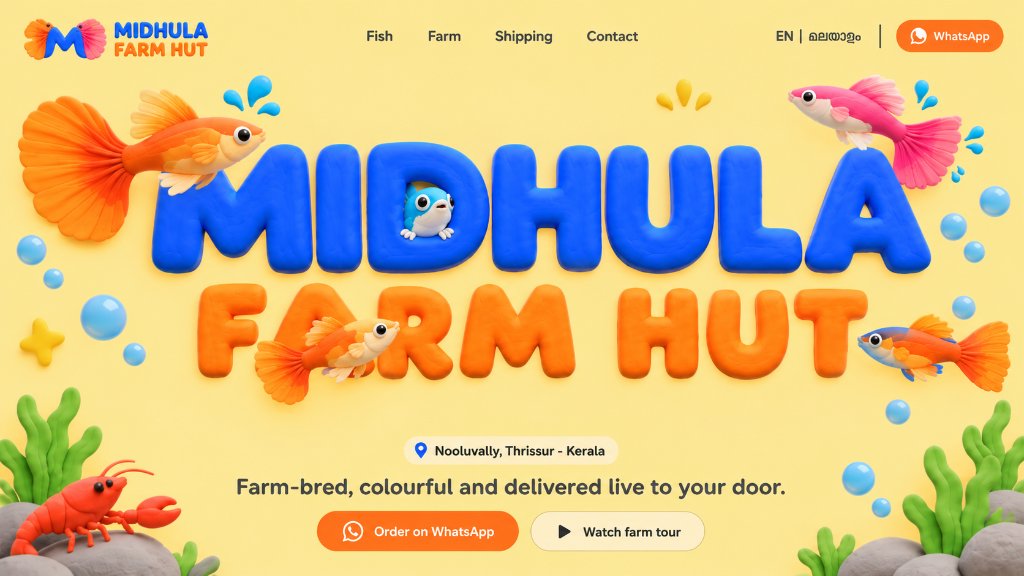 MIDHULA
FARM HUT
Fish
Farm
Shipping
Contact
EN | മലയാളം
WhatsApp
MIDHULA
FARM HUT
Nooluvally, Thrissur - Kerala
Farm-bred, colourful and delivered live to your door.
Order on WhatsApp
Watch farm tour